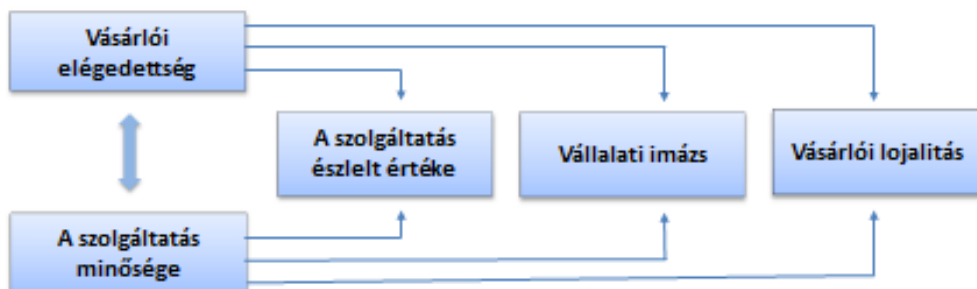 Vásárlói
elégedettség
A szolgáltatás
észlelt értéke
Vállalati imázs
Vásárlói lojalitás
A szolgáltatás
minősége